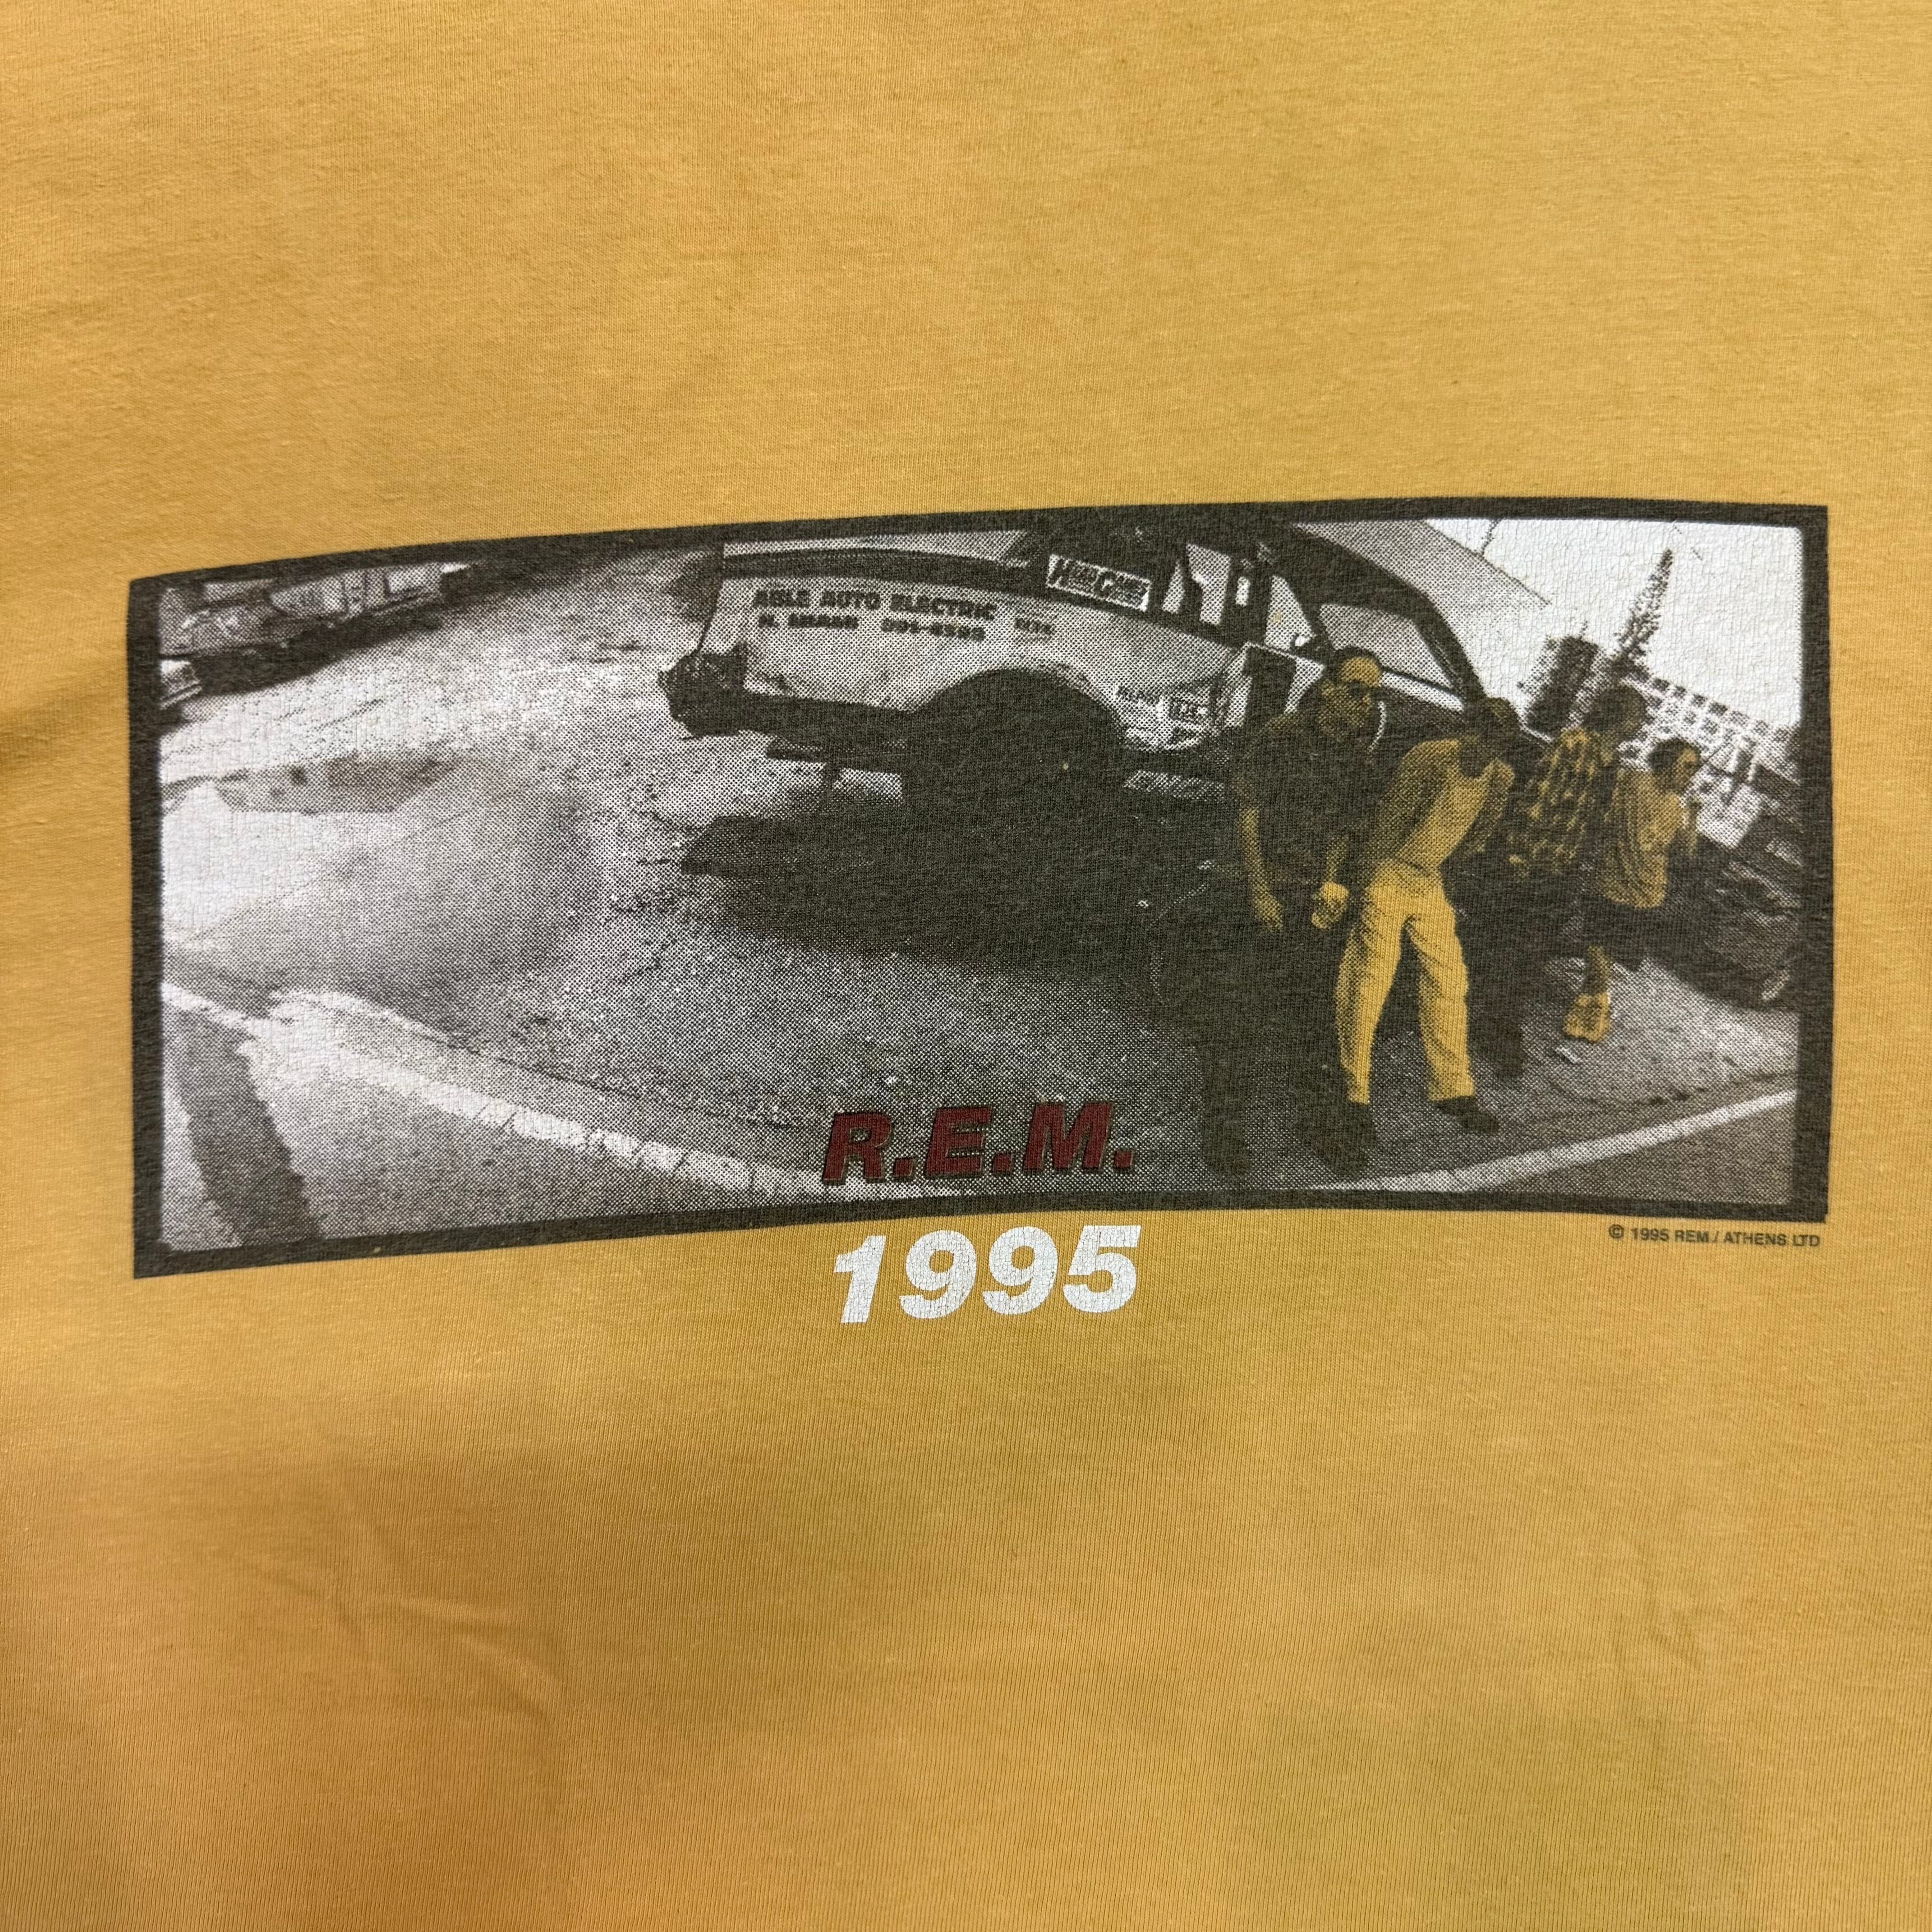 ABLE AUTO ELECTRIC
R.E.M.
1995
© 1995 REM / ATHENS LTD